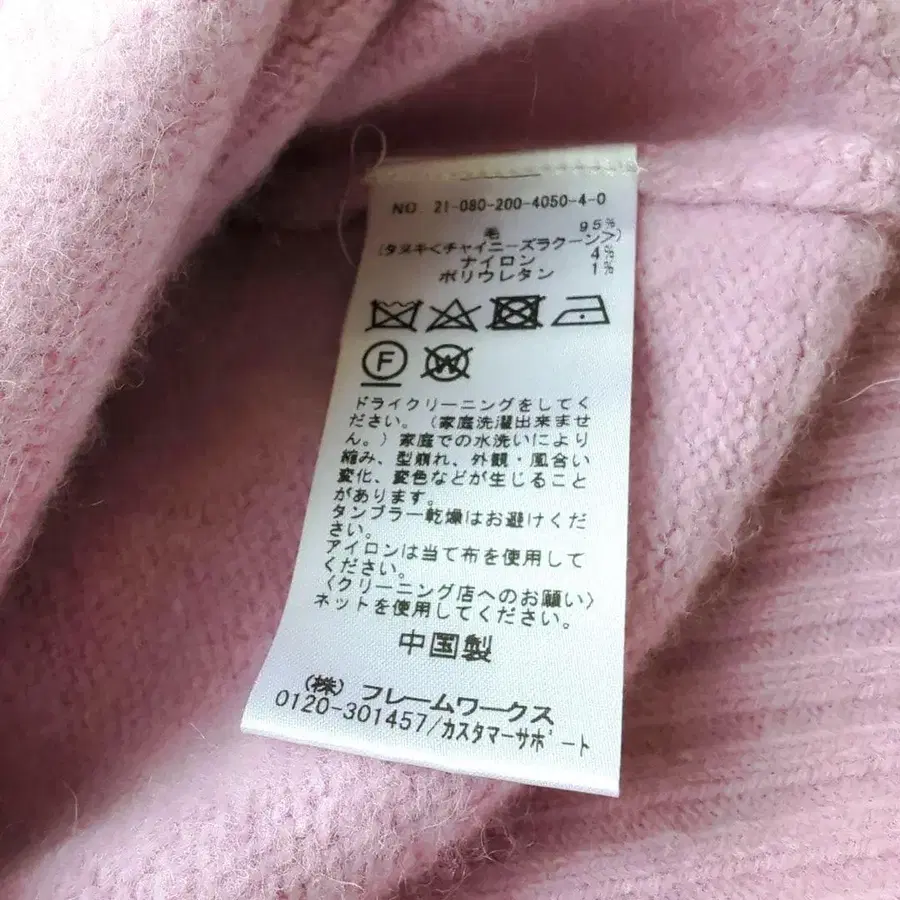 NO 21-080-200-4050-4-0
毛 95%
(タヌキ<チャイニーズラクーン>)
ナイロン 4%
ポリウレタン 1%
F W
ドライクリーニングをしてく
ださい。(家庭洗濯出来ませ
ん。)家庭での水洗いにより
縮み、型崩れ、外観・風合い
変化、変色などが生じること
があります。
タンブラー乾燥はお避けくだ
さい。
アイロンは当て布を使用して
ください。
〈クリーニング店へのお願い〉
ネットを使用してください。
中国製
(株) フレームワークス
0120-301457/カスタマーサポート